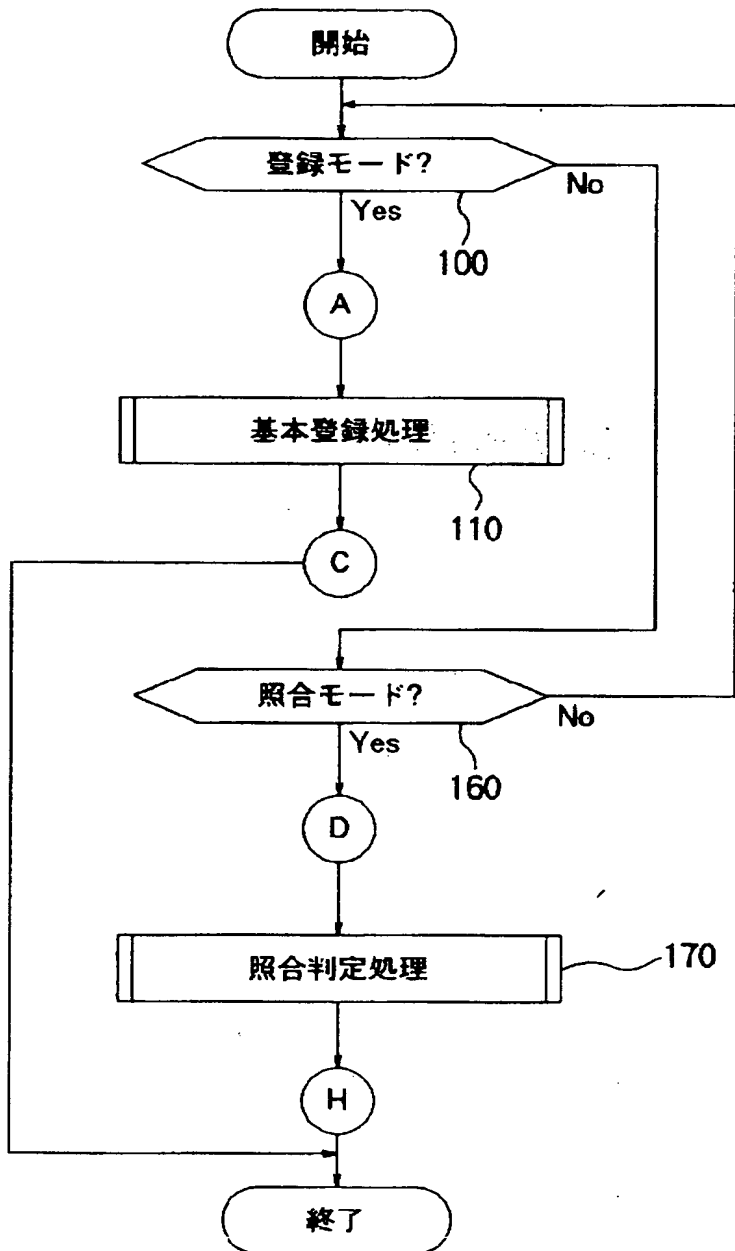 開始
登録モード?
No
Yes
100
A
基本登録処理
110
C
照合モード?
No
Yes
160
D
照合判定処理
170
H
終了